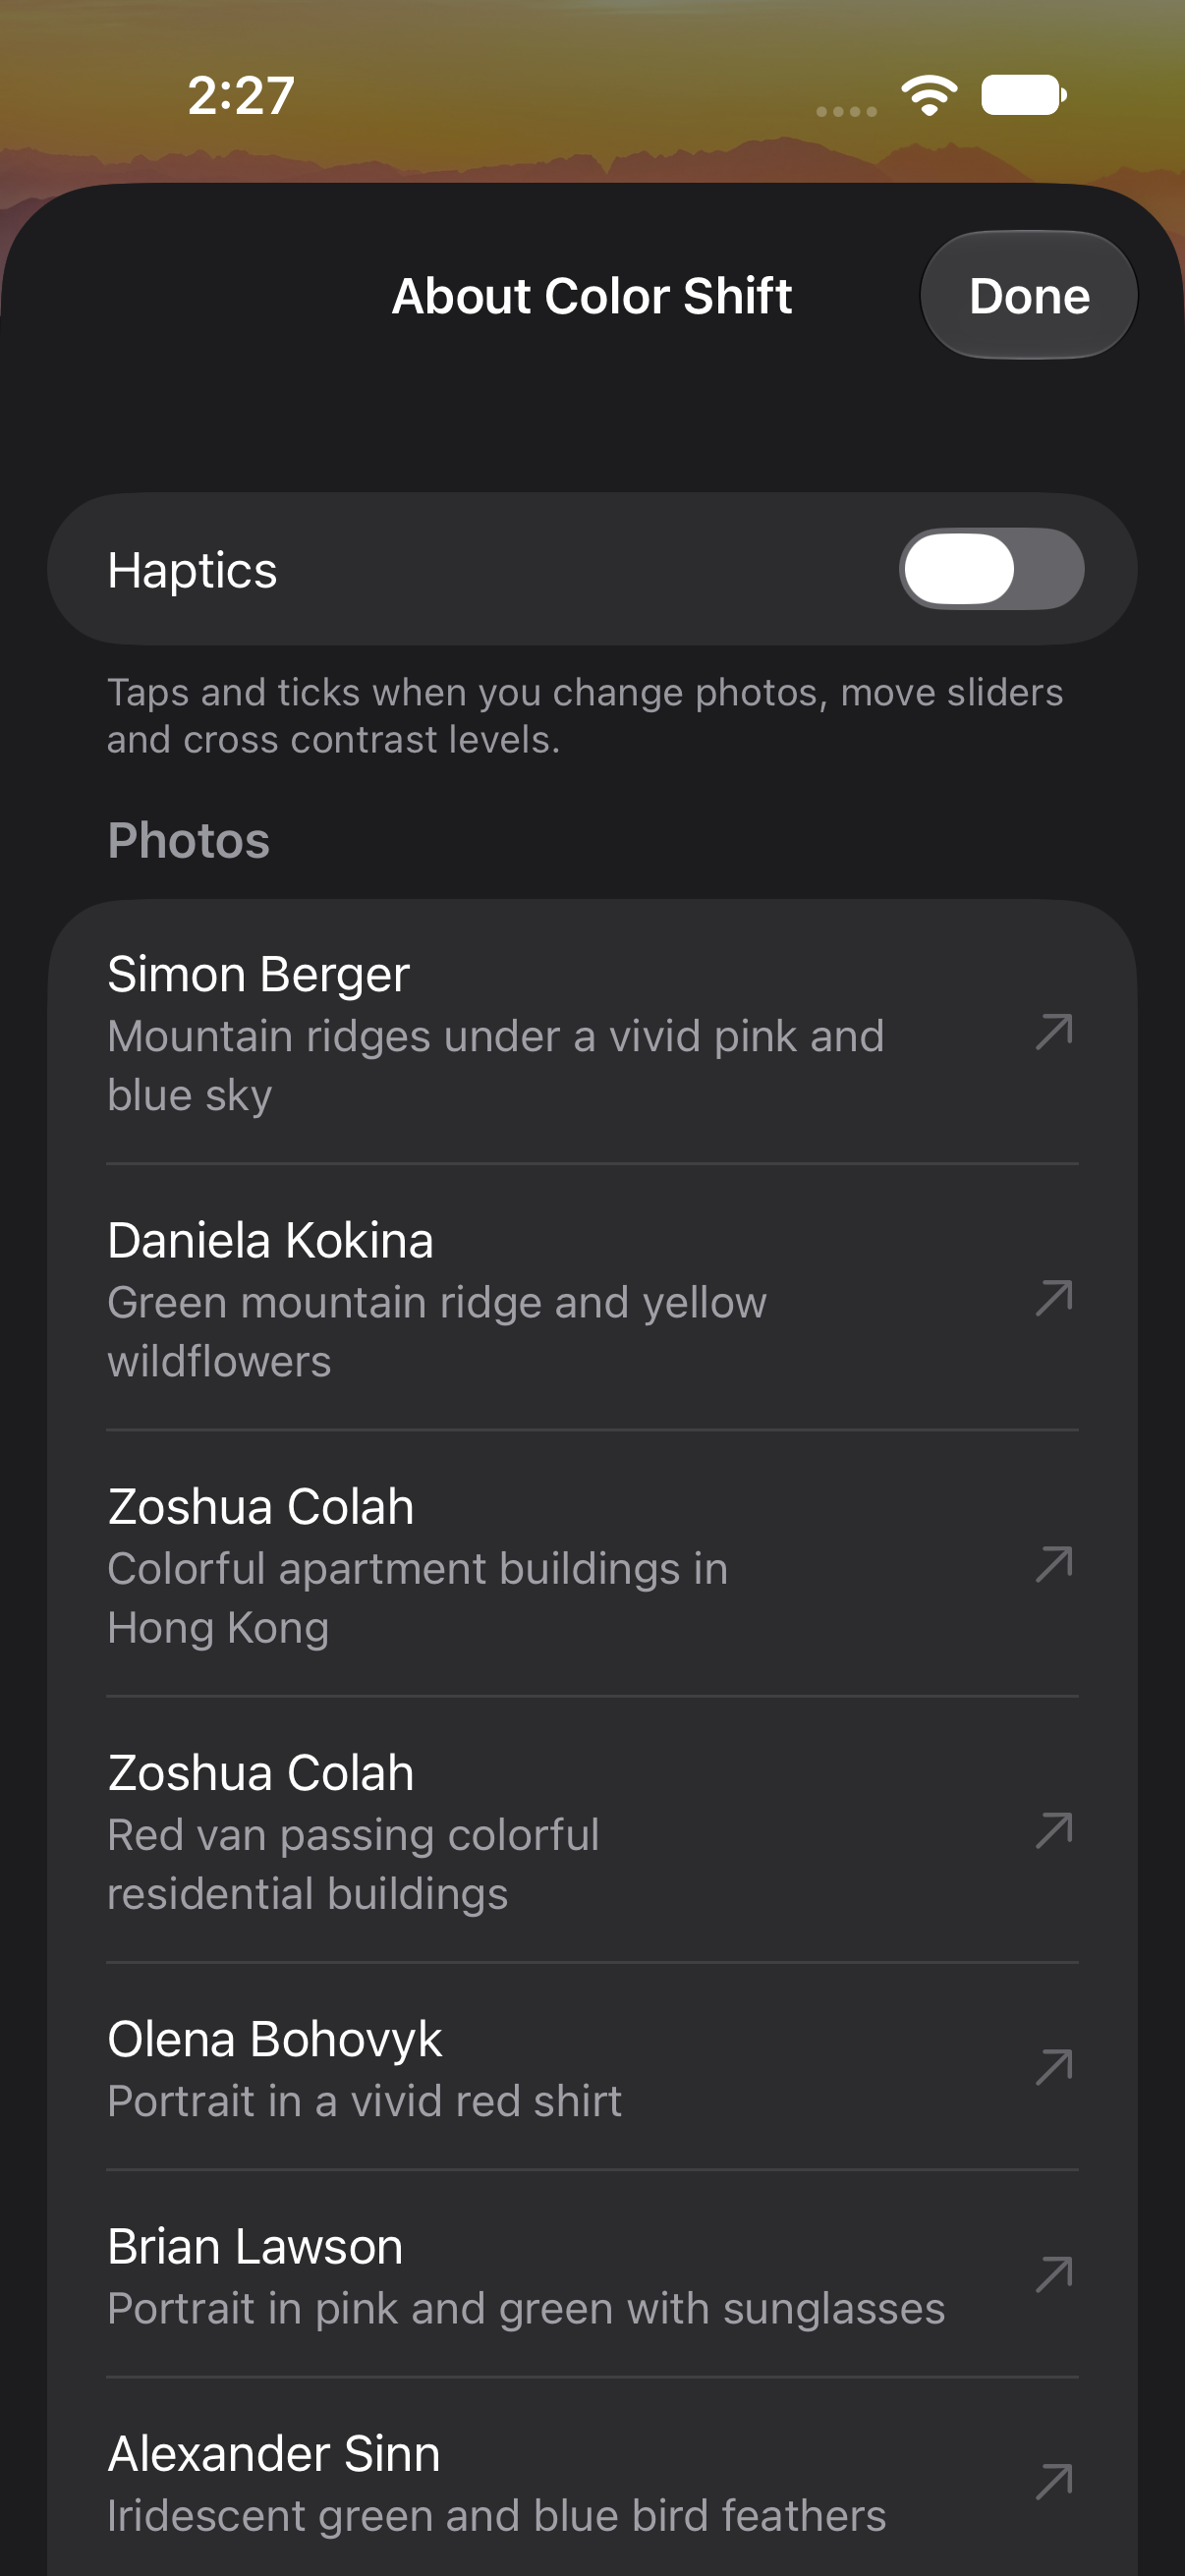 2:27
About Color Shift
Done
Haptics
Taps and ticks when you change photos, move sliders
and cross contrast levels.
Photos
Simon Berger
Mountain ridges under a vivid pink and
blue sky
Daniela Kokina
Green mountain ridge and yellow
wildflowers
Zoshua Colah
Colorful apartment buildings in
Hong Kong
Zoshua Colah
Red van passing colorful
residential buildings
Olena Bohovyk
Portrait in a vivid red shirt
Brian Lawson
Portrait in pink and green with sunglasses
Alexander Sinn
Iridescent green and blue bird feathers